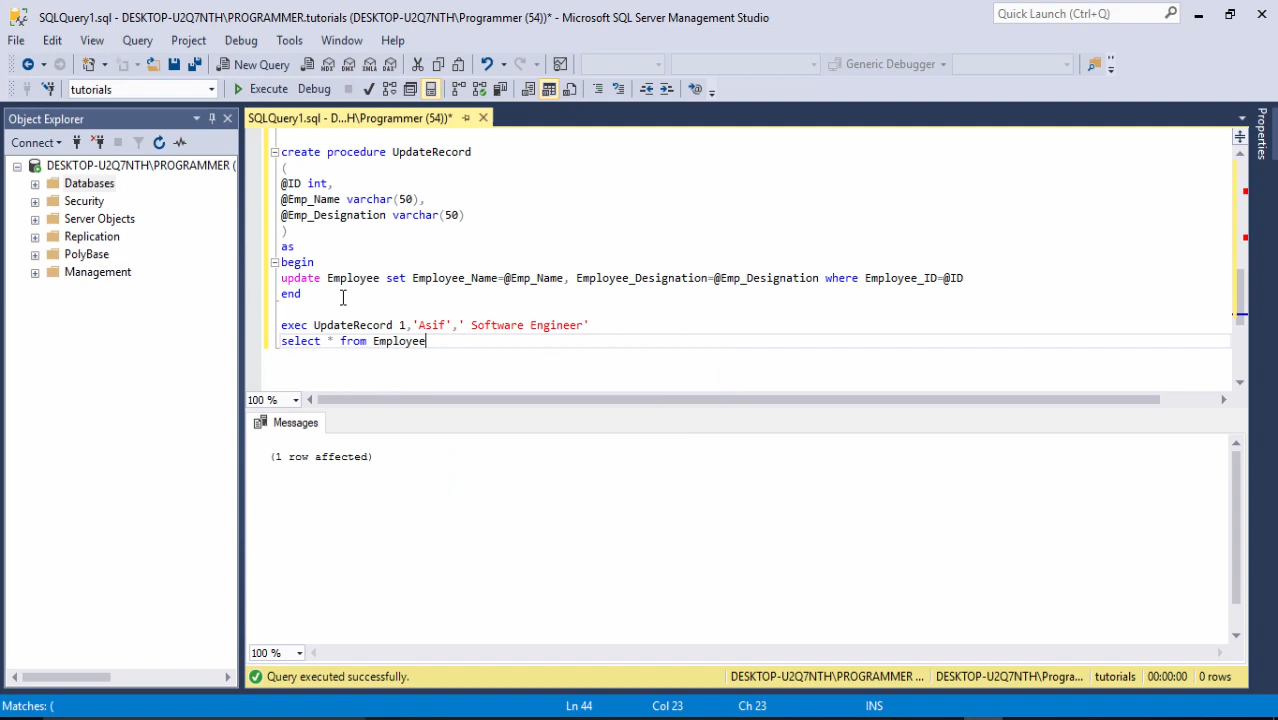 SQLQuery1.sql - DESKTOP-U2Q7NTH\PROGRAMMER.tutorials (DESKTOP-U2Q7NTH\Programmer (54))* - Microsoft SQL Server Management Studio
Quick Launch (Ctrl+Q)
File Edit View Query Project Debug Tools Window Help
New Query
MDX DMX XMLA DAX
Generic Debugger
tutorials
Execute Debug
Object Explorer
SQLQuery1.sql - D...H\Programmer (54))*
Properties
Connect
DESKTOP-U2Q7NTH\PROGRAMMER (
Databases
Security
Server Objects
Replication
PolyBase
Management
create procedure UpdateRecord
(
@ID int,
@Emp_Name varchar(50),
@Emp_Designation varchar(50)
)
as
begin
update Employee set Employee_Name=@Emp_Name, Employee_Designation=@Emp_Designation where Employee_ID=@ID
end
exec UpdateRecord 1,'Asif',' Software Engineer'
select * from Employee
100 %
Messages
(1 row affected)
100 %
Query executed successfully.
DESKTOP-U2Q7NTH\PROGRAMMER ...
DESKTOP-U2Q7NTH\Progra...
tutorials
00:00:00
0 rows
Matches: (
Ln 44
Col 23
Ch 23
INS